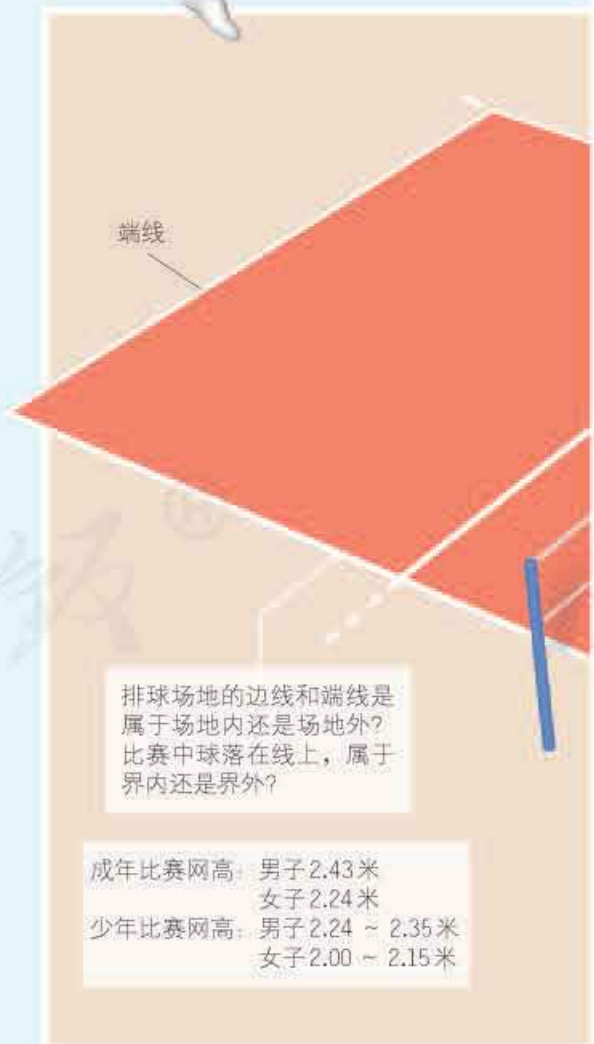 端线
排球场地的边线和端线是
属于场地内还是场地外？
比赛中球落在线上，属于
界内还是界外？
成年比赛网高：男子2.43米
女子2.24米
少年比赛网高：男子2.24 ~ 2.35米
女子2.00 ~ 2.15米